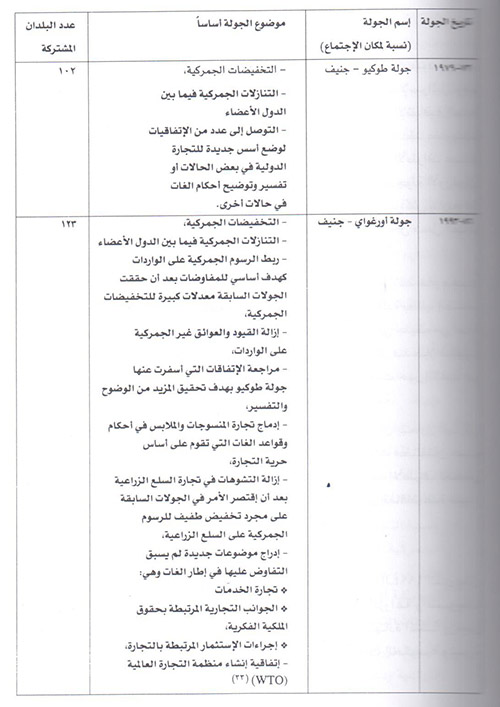 تاريخ الجولة
إسم الجولة
(نسبة لمكان الإجتماع)
موضوع الجولة أساساً
عدد البلدان
المشتركة
٧٣-١٩٧٩
جولة طوكيو - جنيف
- التخفيضات الجمركية،
- التنازلات الجمركية فيما بين
الدول الأعضاء
- التوصل إلى عدد من الإتفاقيات
لوضع أسس جديدة للتجارة
الدولية في بعض الحالات أو
تفسير وتوضيح أحكام الغات
في حالات أخرى.
١٠٢
١٩٩٣
جولة أورغواي - جنيف
- التخفيضات الجمركية،
- التنازلات الجمركية فيما بين الدول الأعضاء
- ربط الرسوم الجمركية على الواردات
كهدف أساسي للمفاوضات بعد أن حققت
الجولات السابقة معدلات كبيرة للتخفيضات
الجمركية،
- إزالة القيود والعوائق غير الجمركية
على الواردات،
- مراجعة الإتفاقات التي أسفرت عنها
جولة طوكيو بهدف تحقيق المزيد من الوضوح
والتفسير،
- إدماج تجارة المنسوجات والملابس في أحكام
وقواعد الغات التي تقوم على أساس
حرية التجارة،
- إزالة التشوهات في تجارة السلع الزراعية
بعد أن إقتصر الأمر في الجولات السابقة
على مجرد تخفيض طفيف للرسوم
الجمركية على السلع الزراعية،
- إدراج موضوعات جديدة لم يسبق
التفاوض عليها في إطار الغات وهي:
❖ تجارة الخدمات
❖ الجوانب التجارية المرتبطة بحقوق
الملكية الفكرية،
❖ إجراءات الإستثمار المرتبطة بالتجارة،
- إتفاقية إنشاء منظمة التجارة العالمية
(WTO) (٢٢)
١٢٣